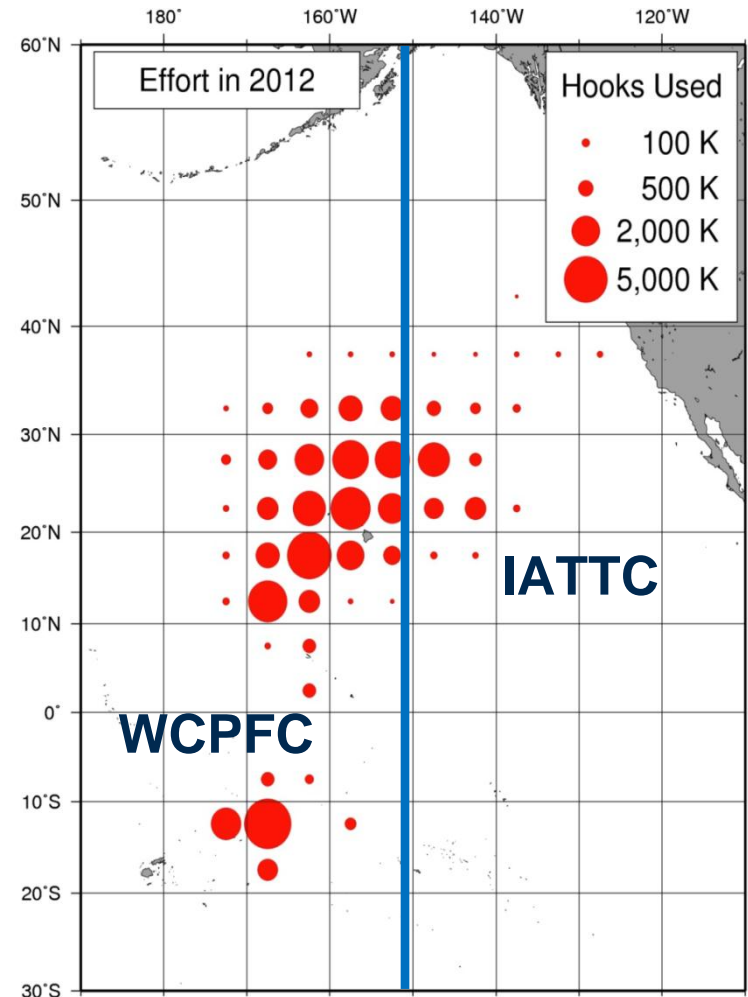 180˚ 160˚W 140˚W 120˚W
60˚N
Effort in 2012
Hooks Used
100 K
500 K
2,000 K
5,000 K
50˚N
40˚N
30˚N
20˚N
IATTC
10˚N
0˚
WCPFC
10˚S
20˚S
30˚S